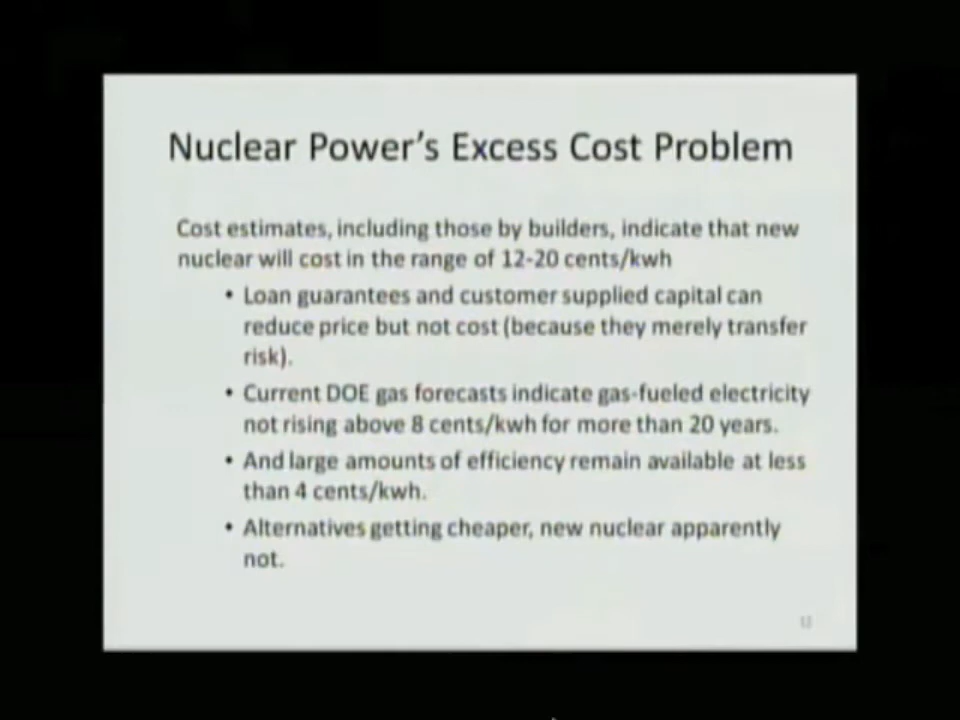 Nuclear Power's Excess Cost Problem
Cost estimates, including those by builders, indicate that new
nuclear will cost in the range of 12-20 cents/kwh
• Loan guarantees and customer supplied capital can
reduce price but not cost (because they merely transfer
risk).
• Current DOE gas forecasts indicate gas-fueled electricity
not rising above 8 cents/kwh for more than 20 years.
• And large amounts of efficiency remain available at less
than 4 cents/kwh.
• Alternatives getting cheaper, new nuclear apparently
not.